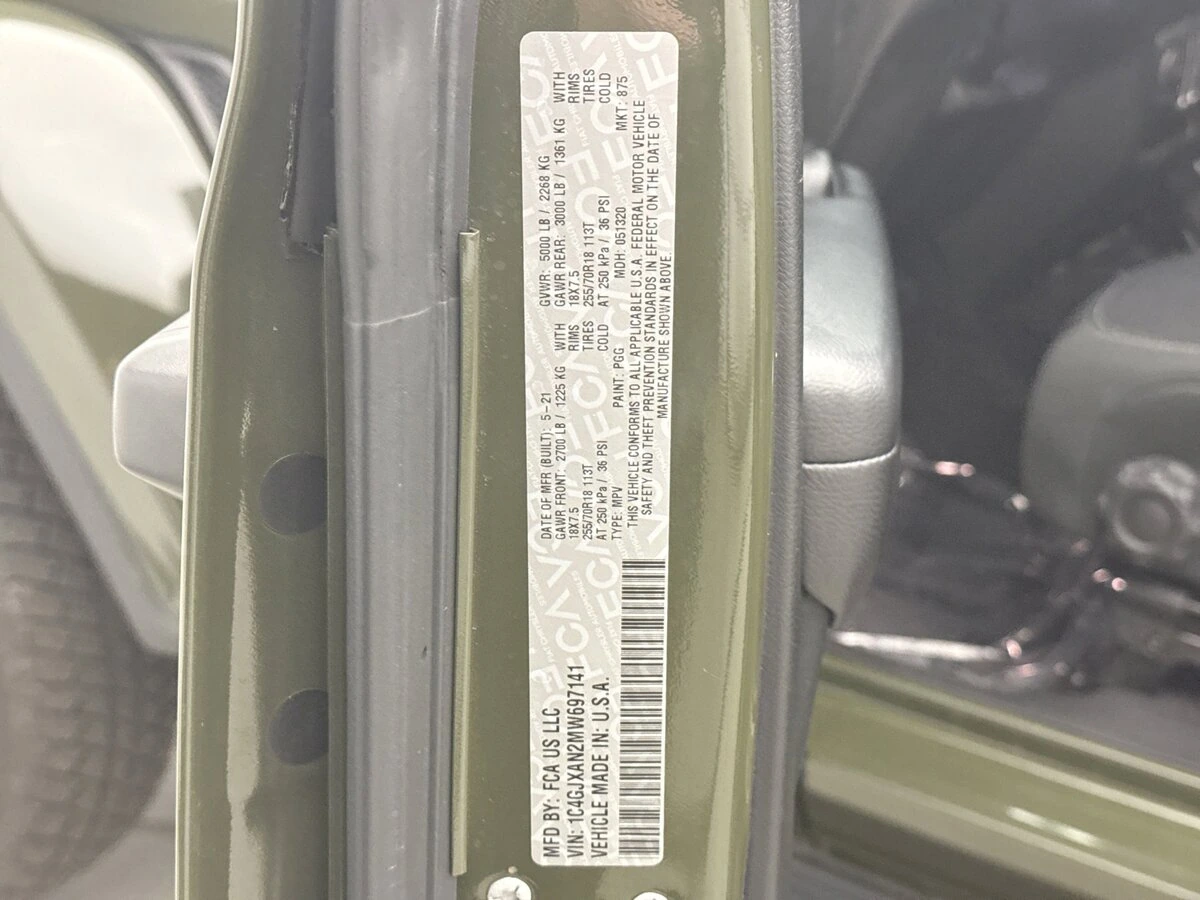 MFD BY: FCA US LLC
VIN: 1C4GJXAN2MW697141
VEHICLE MADE IN: U.S.A.
DATE OF MFR (BUILT): 5-21 GVWR: 5000 LB / 2268 KG
GAWR FRONT: 2700 LB / 1225 KG WITH GAWR REAR: 3000 LB / 1361 KG WITH
18X7.5 RIMS 18X7.5 RIMS
255/70R18 113T TIRES 255/70R18 113T TIRES
AT 250 kPa / 36 PSI COLD AT 250 kPa / 36 PSI COLD
TYPE: MPV PAINT: PGG MDH: 051320 MKT: 875
THIS VEHICLE CONFORMS TO ALL APPLICABLE U.S.A. FEDERAL MOTOR VEHICLE
SAFETY AND THEFT PREVENTION STANDARDS IN EFFECT ON THE DATE OF
MANUFACTURE SHOWN ABOVE.